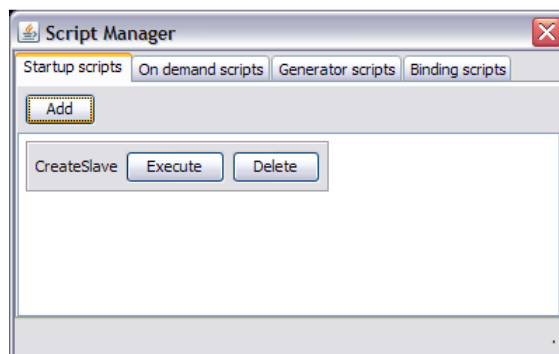 Script Manager
Startup scripts On demand scripts Generator scripts Binding scripts
Add
CreateSlave Execute Delete